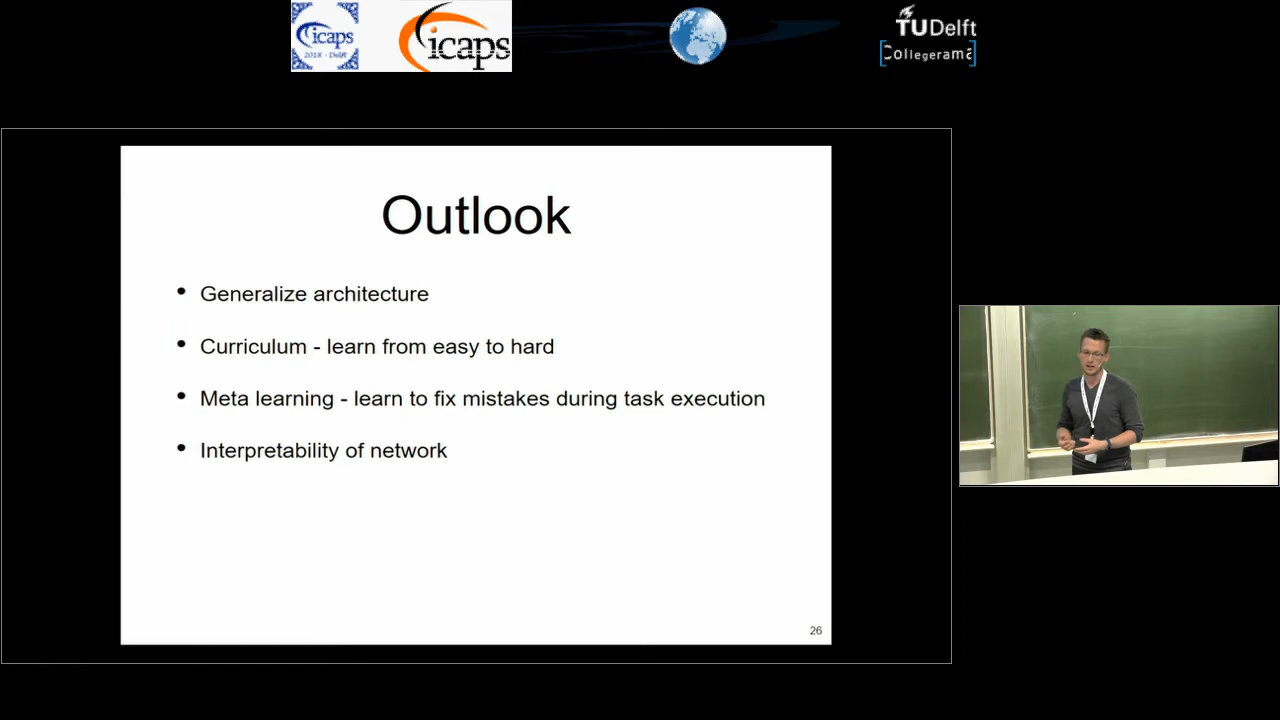 icaps
2018 - Delft
icaps
TUDelft
Collegerama
Outlook
• Generalize architecture
• Curriculum - learn from easy to hard
• Meta learning - learn to fix mistakes during task execution
• Interpretability of network
26